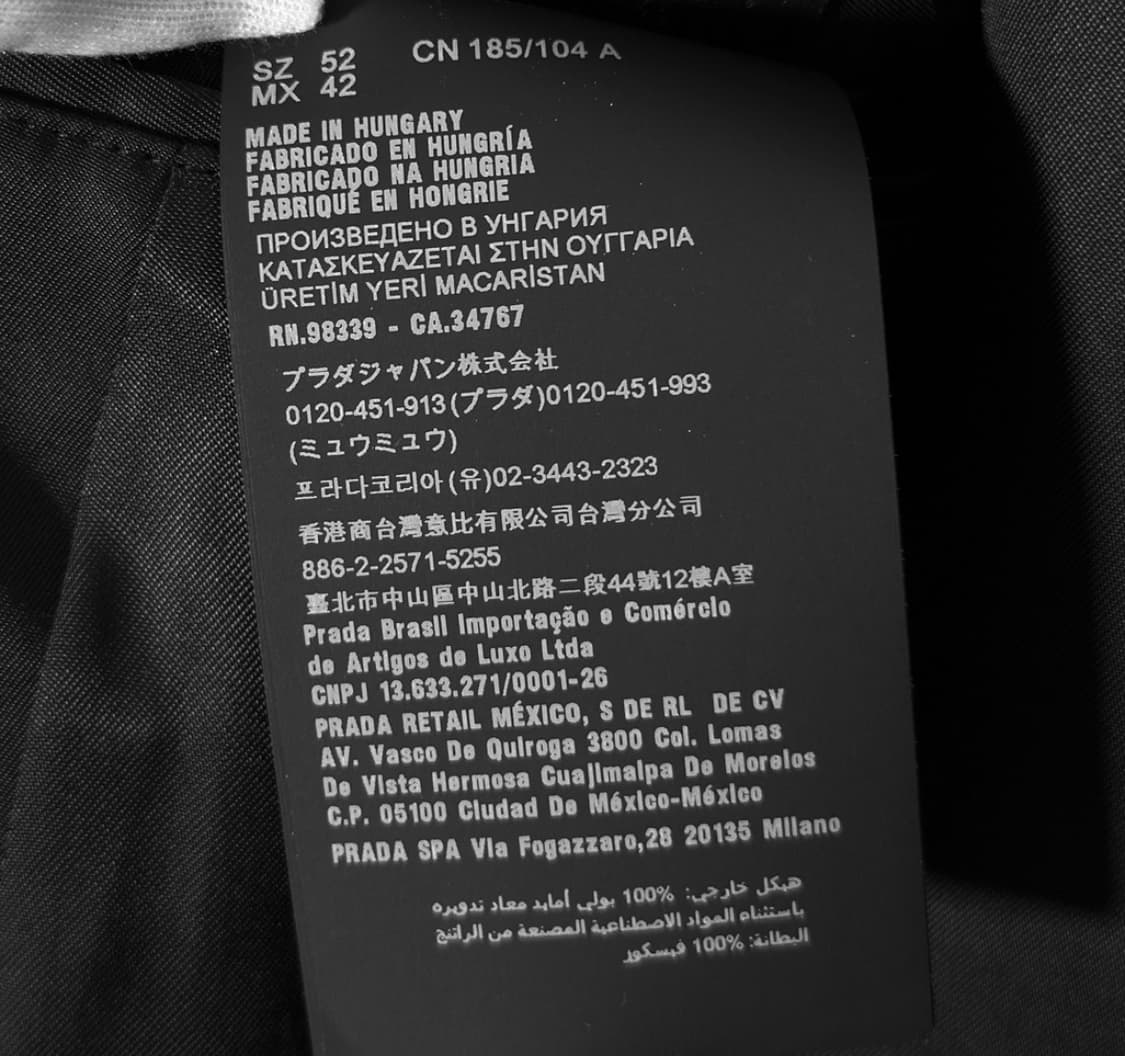 SZ 52 CN 185/104 A
MX 42
MADE IN HUNGARY
FABRICADO EN HUNGRÍA
FABRICADO NA HUNGRIA
FABRIQUÉ EN HONGRIE
ПРОИЗВЕДЕНО В УНГАРИЯ
ΚΑΤΑΣΚΕΥΑΖΕΤΑΙ ΣΤΗΝ ΟΥΓΓΑΡΙΑ
ÜRETİM YERİ MACARİSTAN
RN.98339 - CA.34767
プラダジャパン株式会社
0120-451-913(プラダ)0120-451-993
(ミュウミュウ)
프라다코리아(유)02-3443-2323
香港商台灣意比有限公司台灣分公司
886-2-2571-5255
臺北市中山區中山北路二段44號12樓A室
Prada Brasil Importação e Comércio
de Artigos de Luxo Ltda
CNPJ 13.633.271/0001-26
PRADA RETAIL MÉXICO, S DE RL DE CV
AV. Vasco De Quiroga 3800 Col. Lomas
De Vista Hermosa Cuajimalpa De Morelos
C.P. 05100 Ciudad De México-México
PRADA SPA Via Fogazzaro,28 20135 Milano
هيكل خارجي: %100 بولي أمايد معاد تدويره
باستثناء المواد الاصطناعية المصنعة من الراتنج
البطانة: %100 فيسكوز